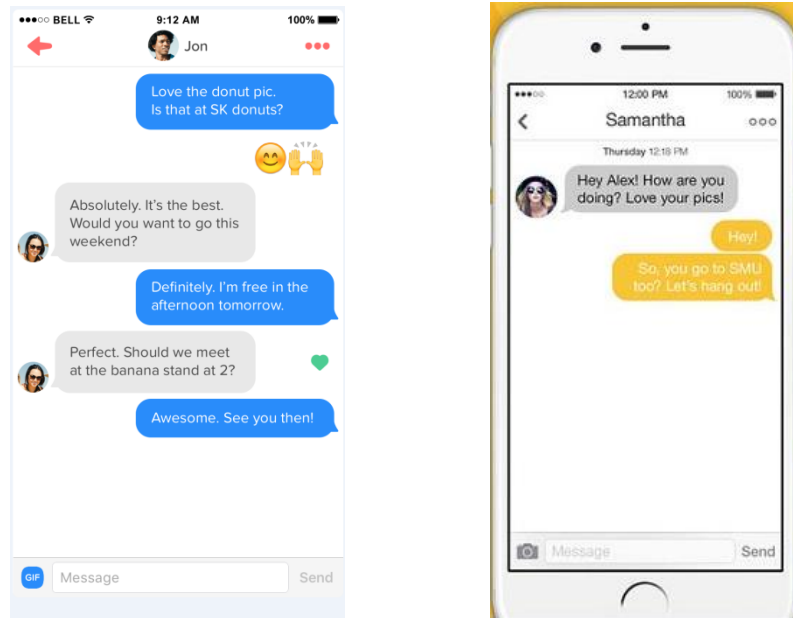 BELL 9:12 AM 100%
Jon
Love the donut pic.
Is that at SK donuts?
Absolutely. It's the best.
Would you want to go this
weekend?
Definitely. I'm free in the
afternoon tomorrow.
Perfect. Should we meet
at the banana stand at 2?
Awesome. See you then!
GIF Message Send
12:00 PM 100%
Samantha
Thursday 12:18 PM
Hey Alex! How are you
doing? Love your pics!
Hey!
So, you go to SMU
too? Let's hang out!
Message Send